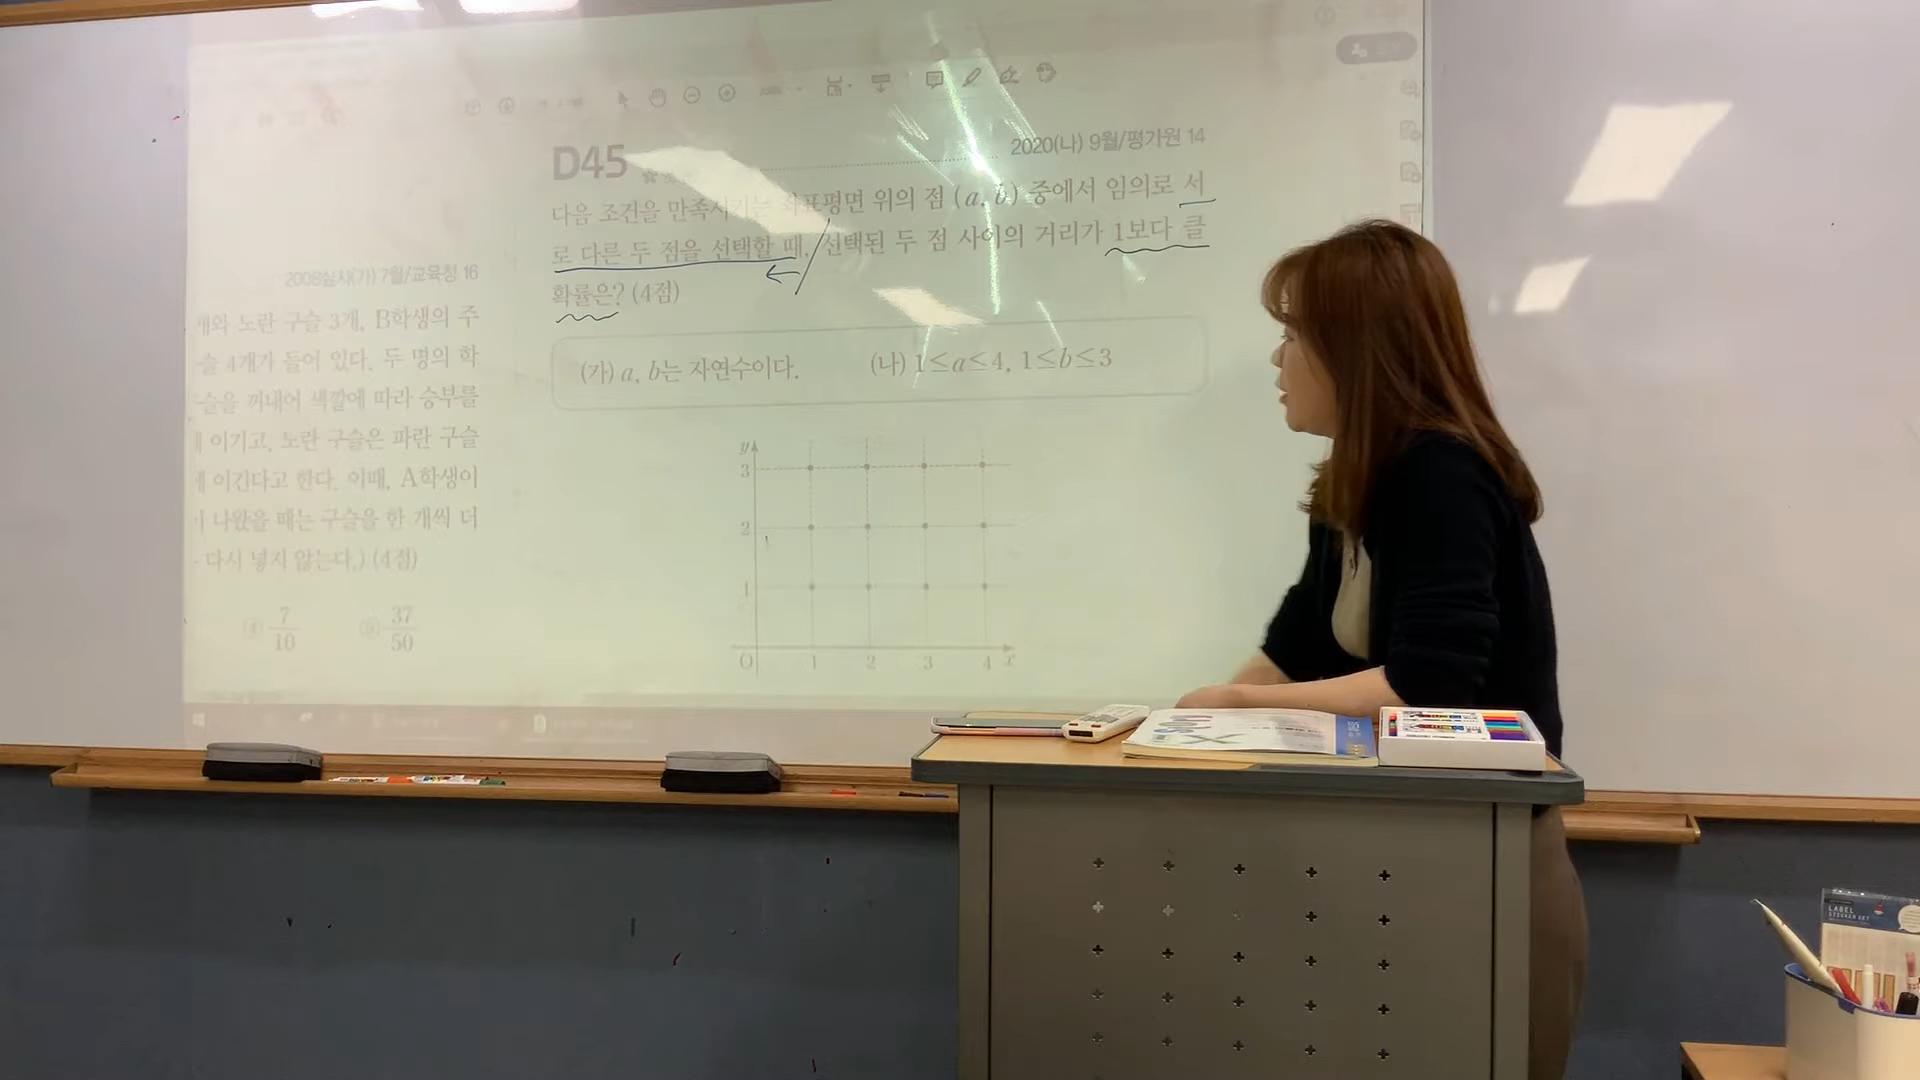 2008실시(가) 7월/교육청 16
개와 노란 구슬 3개, B학생의 주
슬 4개가 들어 있다. 두 명의 학
슬을 꺼내어 색깔에 따라 승부를
이기고, 노란 구슬은 파란 구슬
이긴다고 한다. 이때, A학생이
나왔을 때는 구슬을 한 개씩 더
다시 넣지 않는다.) (4점)
④ 7/10 ⑤ 37/50
D45
2020(나) 9월/평가원 14
다음 조건을 만족시키는 좌표평면 위의 점 (a, b) 중에서 임의로 서
로 다른 두 점을 선택할 때, 선택된 두 점 사이의 거리가 1보다 클
확률은? (4점)
(가) a, b는 자연수이다. (나) 1≤a≤4, 1≤b≤3
y
3
2
1
O 1 2 3 4 x
LABEL
STICKER SET